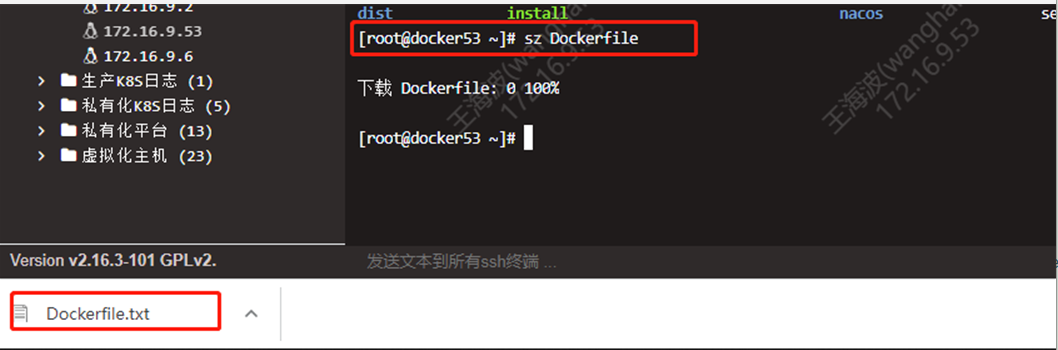 172.16.9.2
172.16.9.53
172.16.9.6
生产K8S日志 (1)
私有化K8S日志 (5)
私有化平台 (13)
虚拟化主机 (23)
Version v2.16.3-101 GPLv2.
dist install nacos se
[root@docker53 ~]# sz Dockerfile
下载 Dockerfile: 0 100%
[root@docker53 ~]#
王海波(wanghai
172.16.9.53
王海波(wanghai
172.16.9.53
发送文本到所有ssh终端 ...
Dockerfile.txt